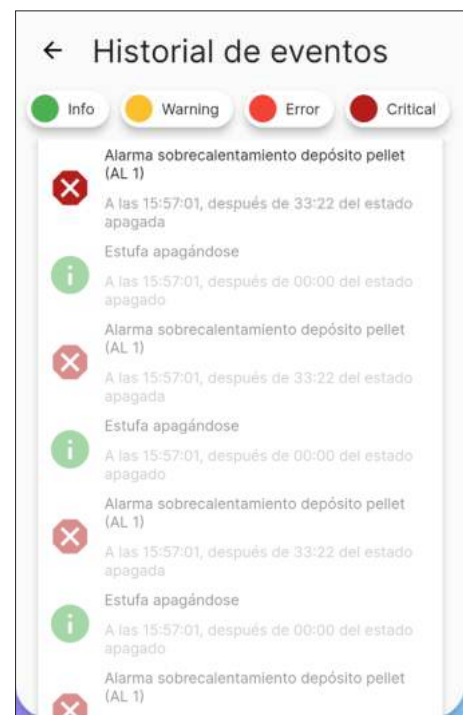 Historial de eventos
Info
Warning
Error
Critical
Alarma sobrecalentamiento depósito pellet
(AL 1)
A las 15:57:01, después de 33:22 del estado
apagada
Estufa apagándose
A las 15:57:01, después de 00:00 del estado
apagado
Alarma sobrecalentamiento depósito pellet
(AL 1)
A las 15:57:01, después de 33:22 del estado
apagada
Estufa apagándose
A las 15:57:01, después de 00:00 del estado
apagado
Alarma sobrecalentamiento depósito pellet
(AL 1)
A las 15:57:01, después de 33:22 del estado
apagada
Estufa apagándose
A las 15:57:01, después de 00:00 del estado
apagado
Alarma sobrecalentamiento depósito pellet
(AL 1)